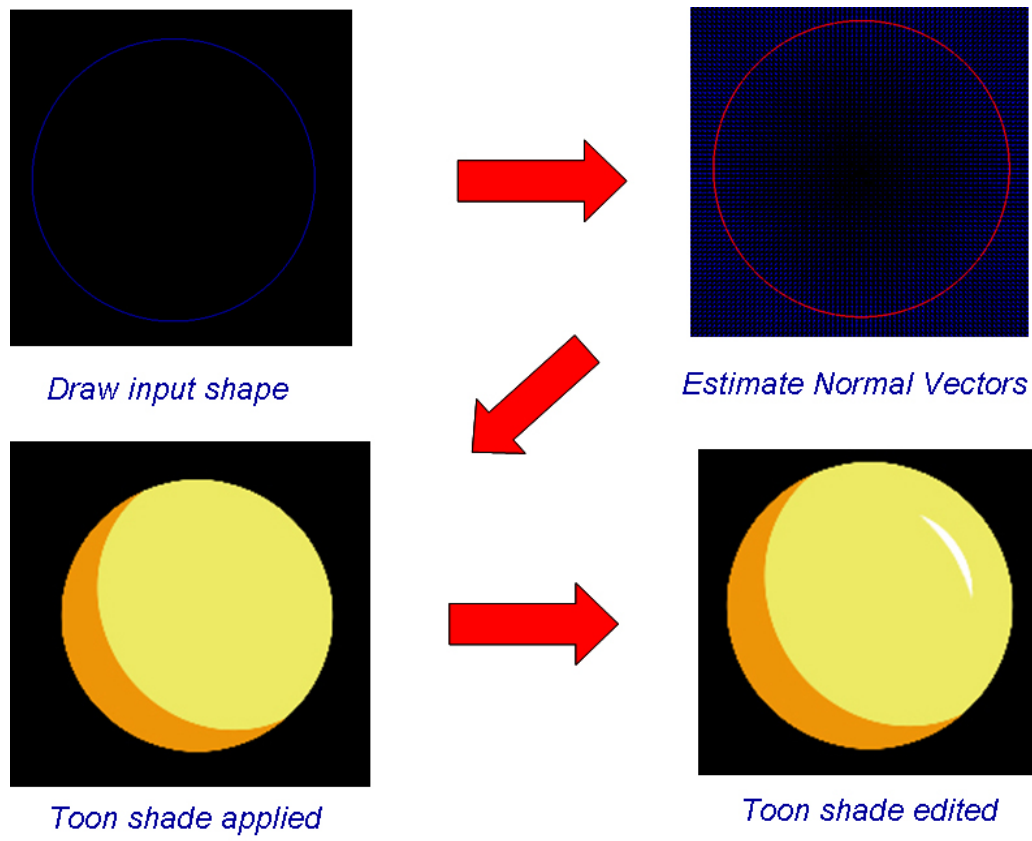 Draw input shape
Estimate Normal Vectors
Toon shade applied
Toon shade edited